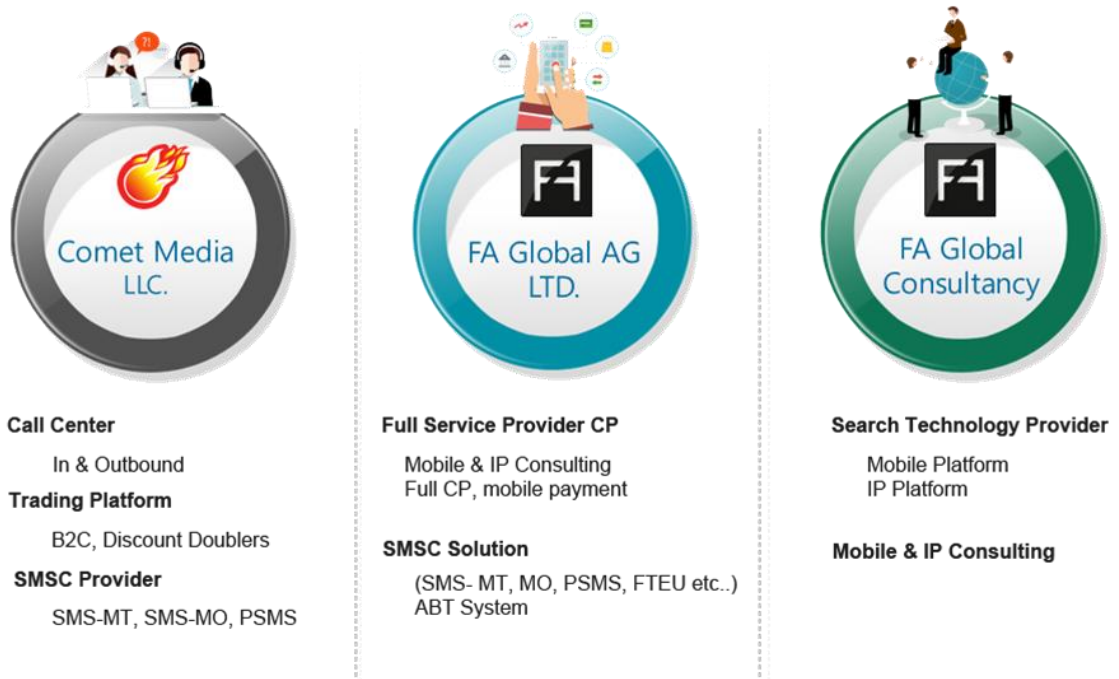 ?!
Comet Media
LLC.
Call Center
In & Outbound
Trading Platform
B2C, Discount Doublers
SMSC Provider
SMS-MT, SMS-MO, PSMS
FA
FA Global AG
LTD.
Full Service Provider CP
Mobile & IP Consulting
Full CP, mobile payment
SMSC Solution
(SMS- MT, MO, PSMS, FTEU etc..)
ABT System
FA
FA Global
Consultancy
Search Technology Provider
Mobile Platform
IP Platform
Mobile & IP Consulting